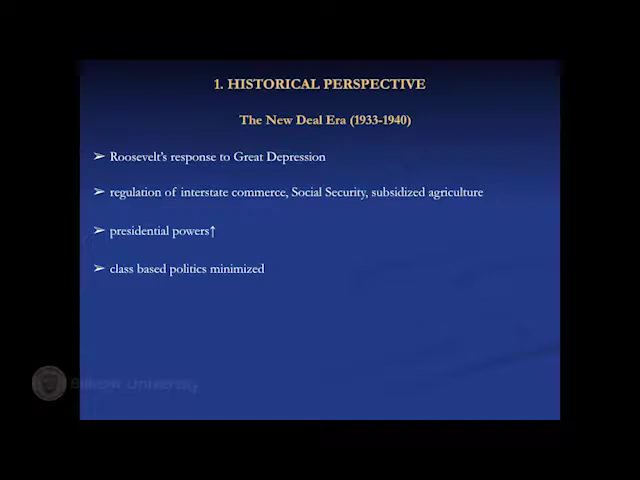 1. HISTORICAL PERSPECTIVE
The New Deal Era (1933-1940)
➢ Roosevelt's response to Great Depression
➢ regulation of interstate commerce, Social Security, subsidized agriculture
➢ presidential powers↑
➢ class based politics minimized
University